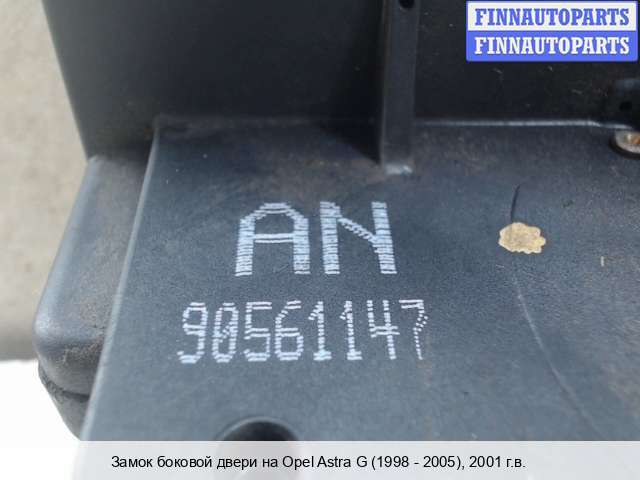 FINNAUTOPARTS
FINNAUTOPARTS
AN
90561147
Замок боковой двери на Opel Astra G (1998 - 2005), 2001 г.в.